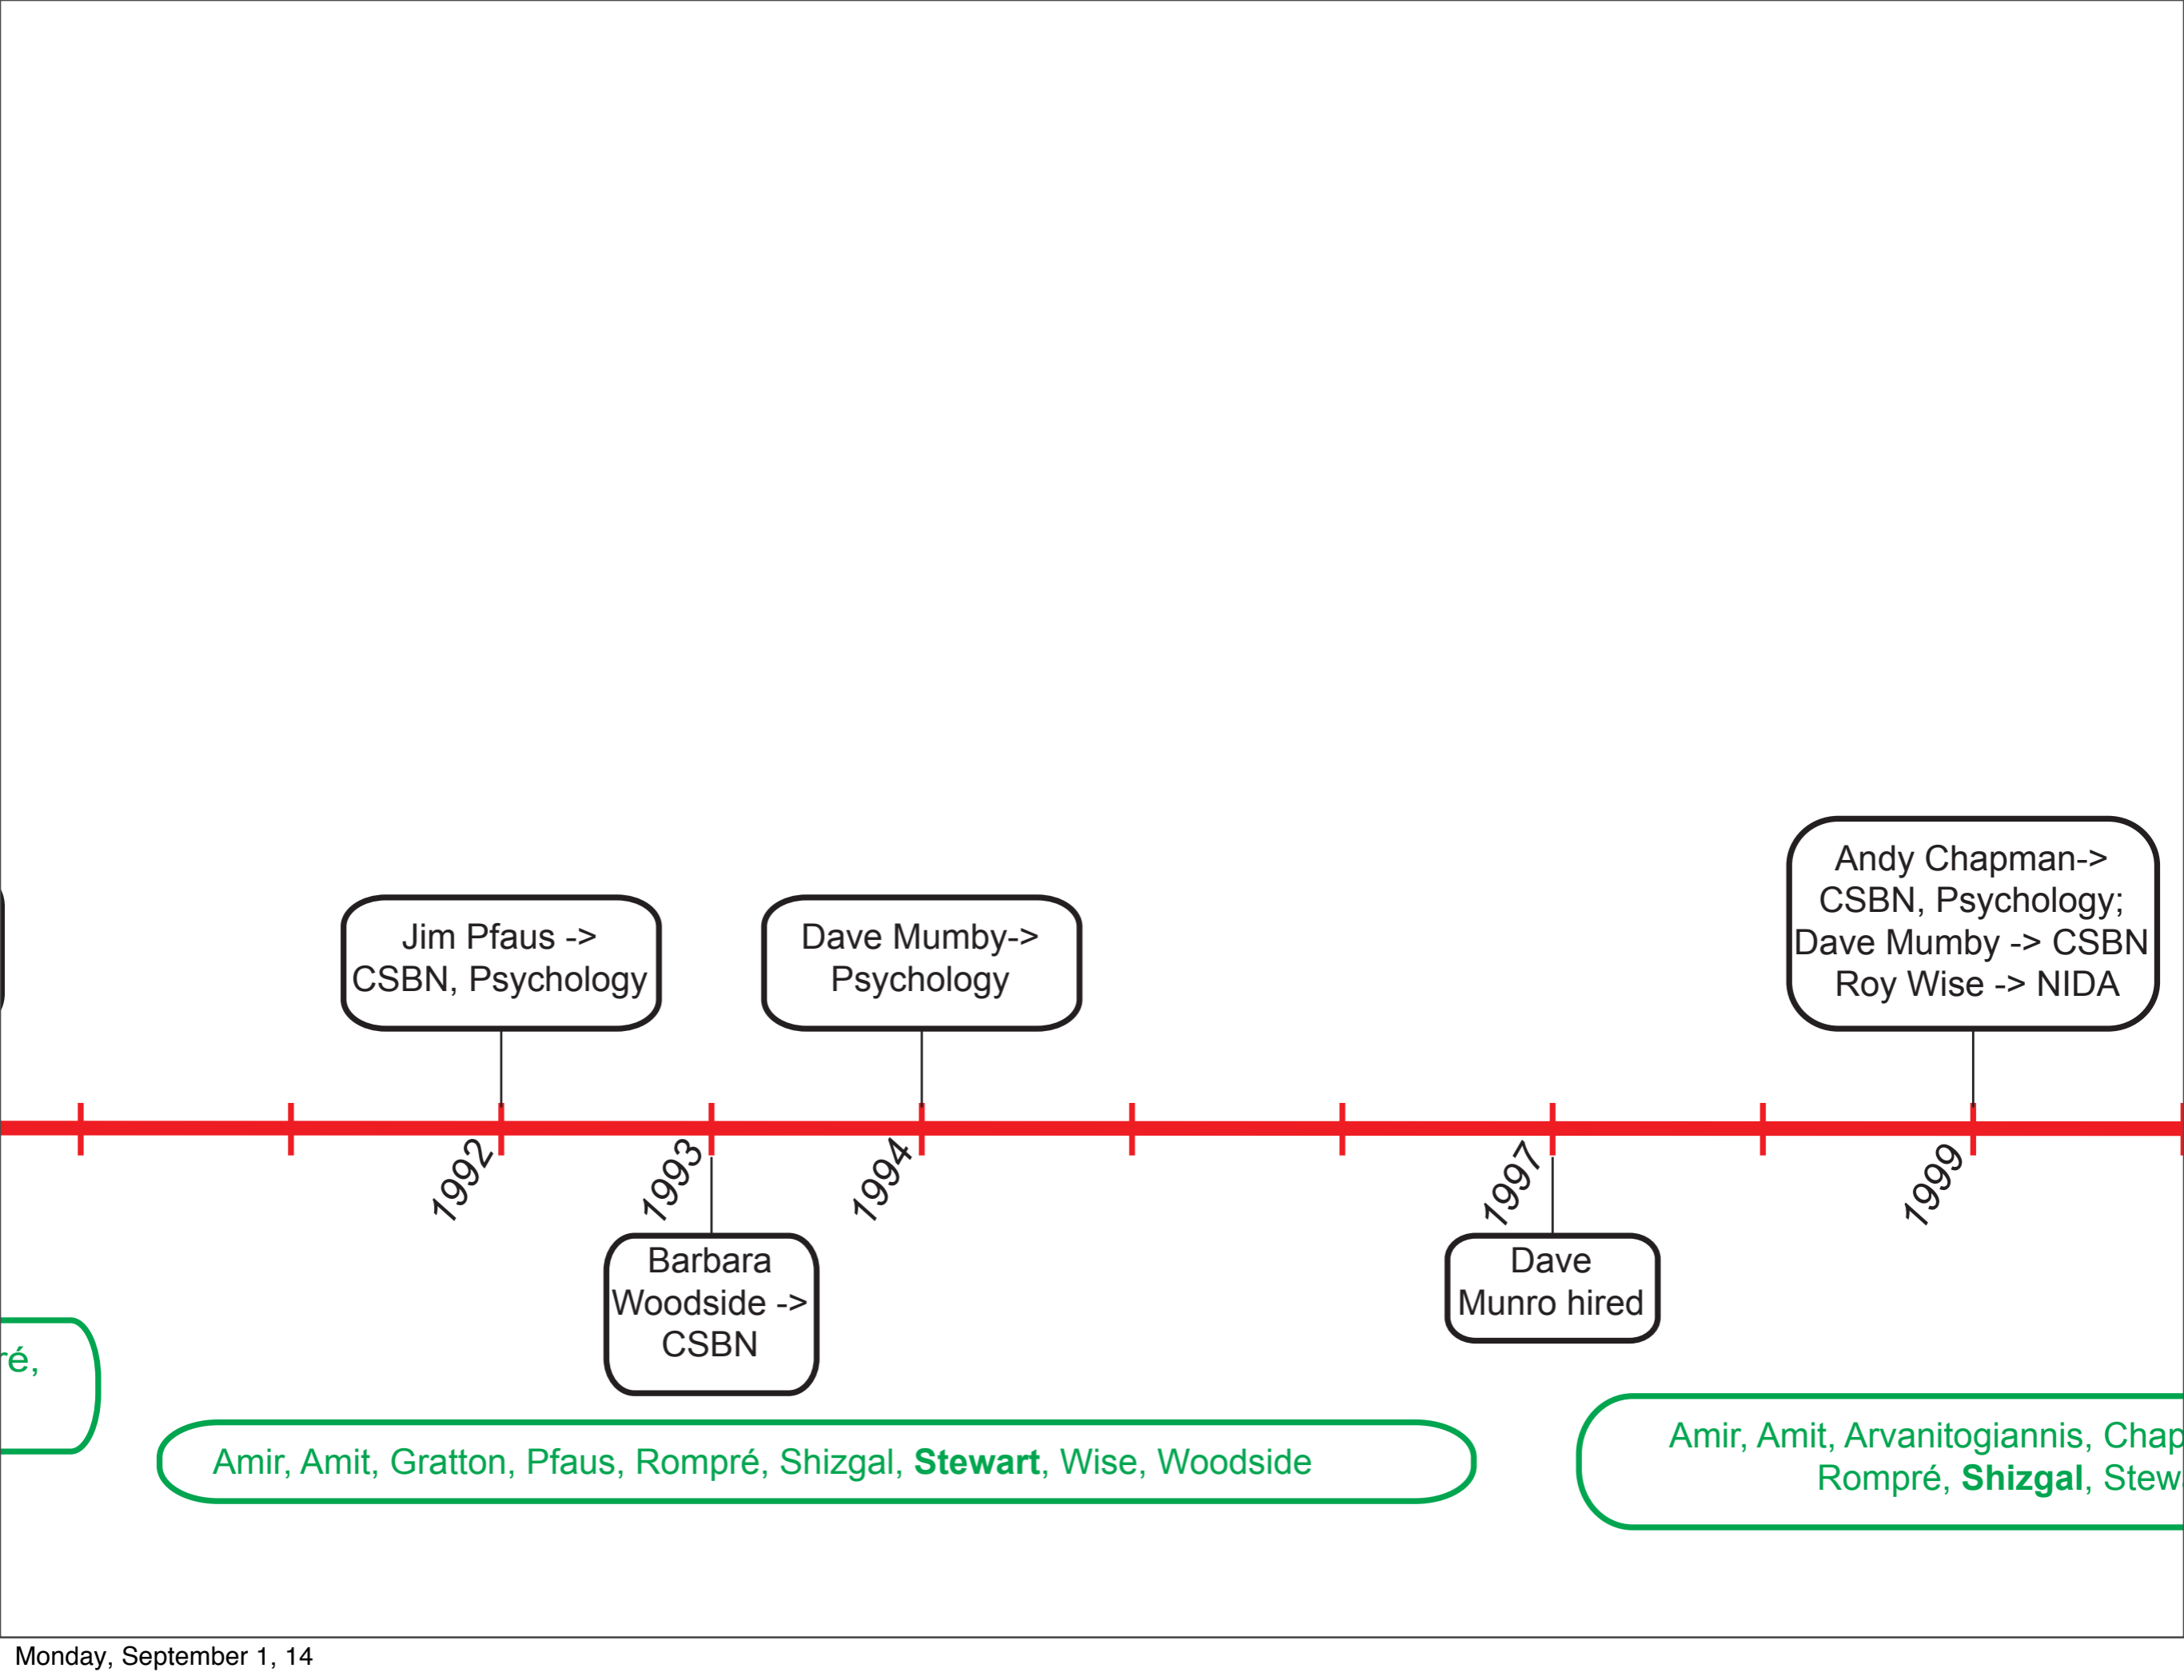 Andy Chapman->
CSBN, Psychology;
Dave Mumby -> CSBN
Roy Wise -> NIDA
Jim Pfaus ->
CSBN, Psychology
Dave Mumby->
Psychology
1992
1993
1994
1997
1999
Barbara
Woodside ->
CSBN
Dave
Munro hired
Amir, Amit, Gratton, Pfaus, Rompré, Shizgal, Stewart, Wise, Woodside
Amir, Amit, Arvanitogiannis, Chap
Rompré, Shizgal, Stew
ré,
Monday, September 1, 14